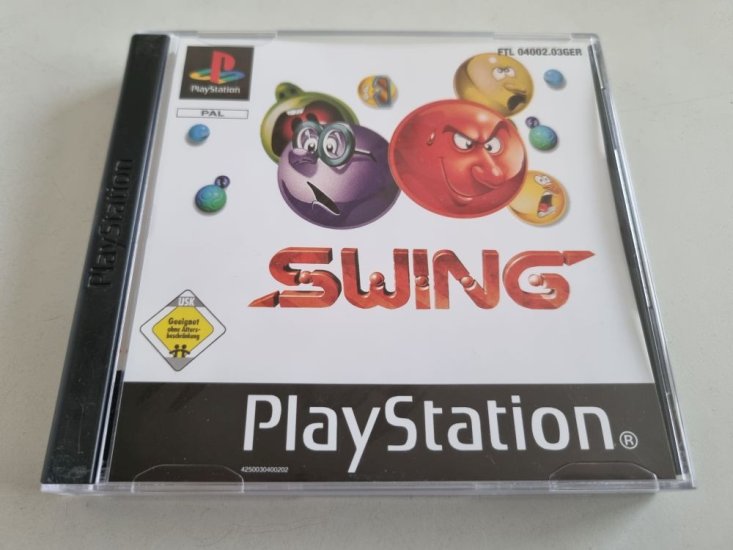 PlayStation
PAL
ETL 04002.03GER
SWING
USK
Geeignet
ohne Alters-
beschränkung
PlayStation®
4250030400202
PlayStation